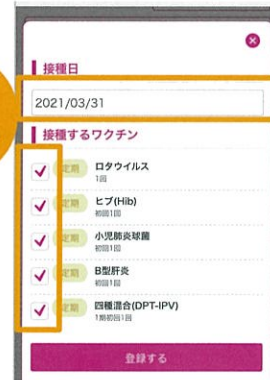 接種日
2021/03/31
接種するワクチン
定期 ロタウイルス
1回
定期 ヒブ(Hib)
初回1回
定期 小児肺炎球菌
初回1回
定期 B型肝炎
初回1回
定期 四種混合(DPT-IPV)
1期初回1回
登録する